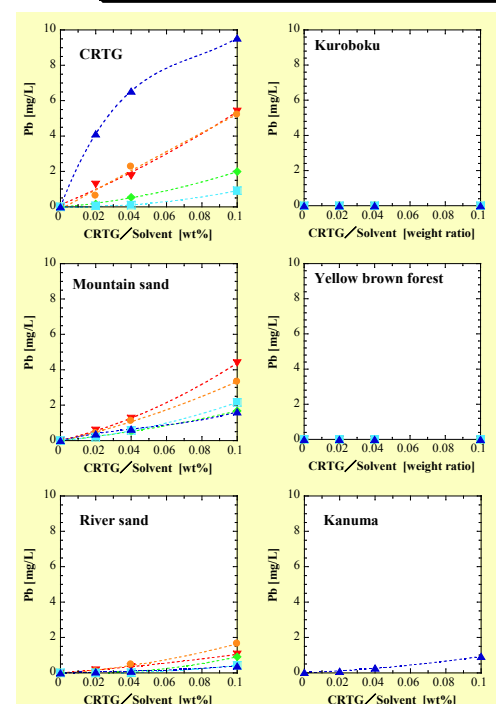 10
8
6
4
2
0
Pb [mg/L]
CRTG
0 0.02 0.04 0.06 0.08 0.1
CRTG/Solvent [wt%]
10
8
6
4
2
0
Pb [mg/L]
Kuroboku
0 0.02 0.04 0.06 0.08 0.1
CRTG/Solvent [weight ratio]
10
8
6
4
2
0
Pb [mg/L]
Mountain sand
0 0.02 0.04 0.06 0.08 0.1
CRTG/Solvent [wt%]
10
8
6
4
2
0
Pb [mg/L]
Yellow brown forest
0 0.02 0.04 0.06 0.08 0.1
CRTG/Solvent [weight ratio]
10
8
6
4
2
0
Pb [mg/L]
River sand
0 0.02 0.04 0.06 0.08 0.1
CRTG/Solvent [wt%]
10
8
6
4
2
0
Pb [mg/L]
Kanuma
0 0.02 0.04 0.06 0.08 0.1
CRTG/Solvent [wt%]